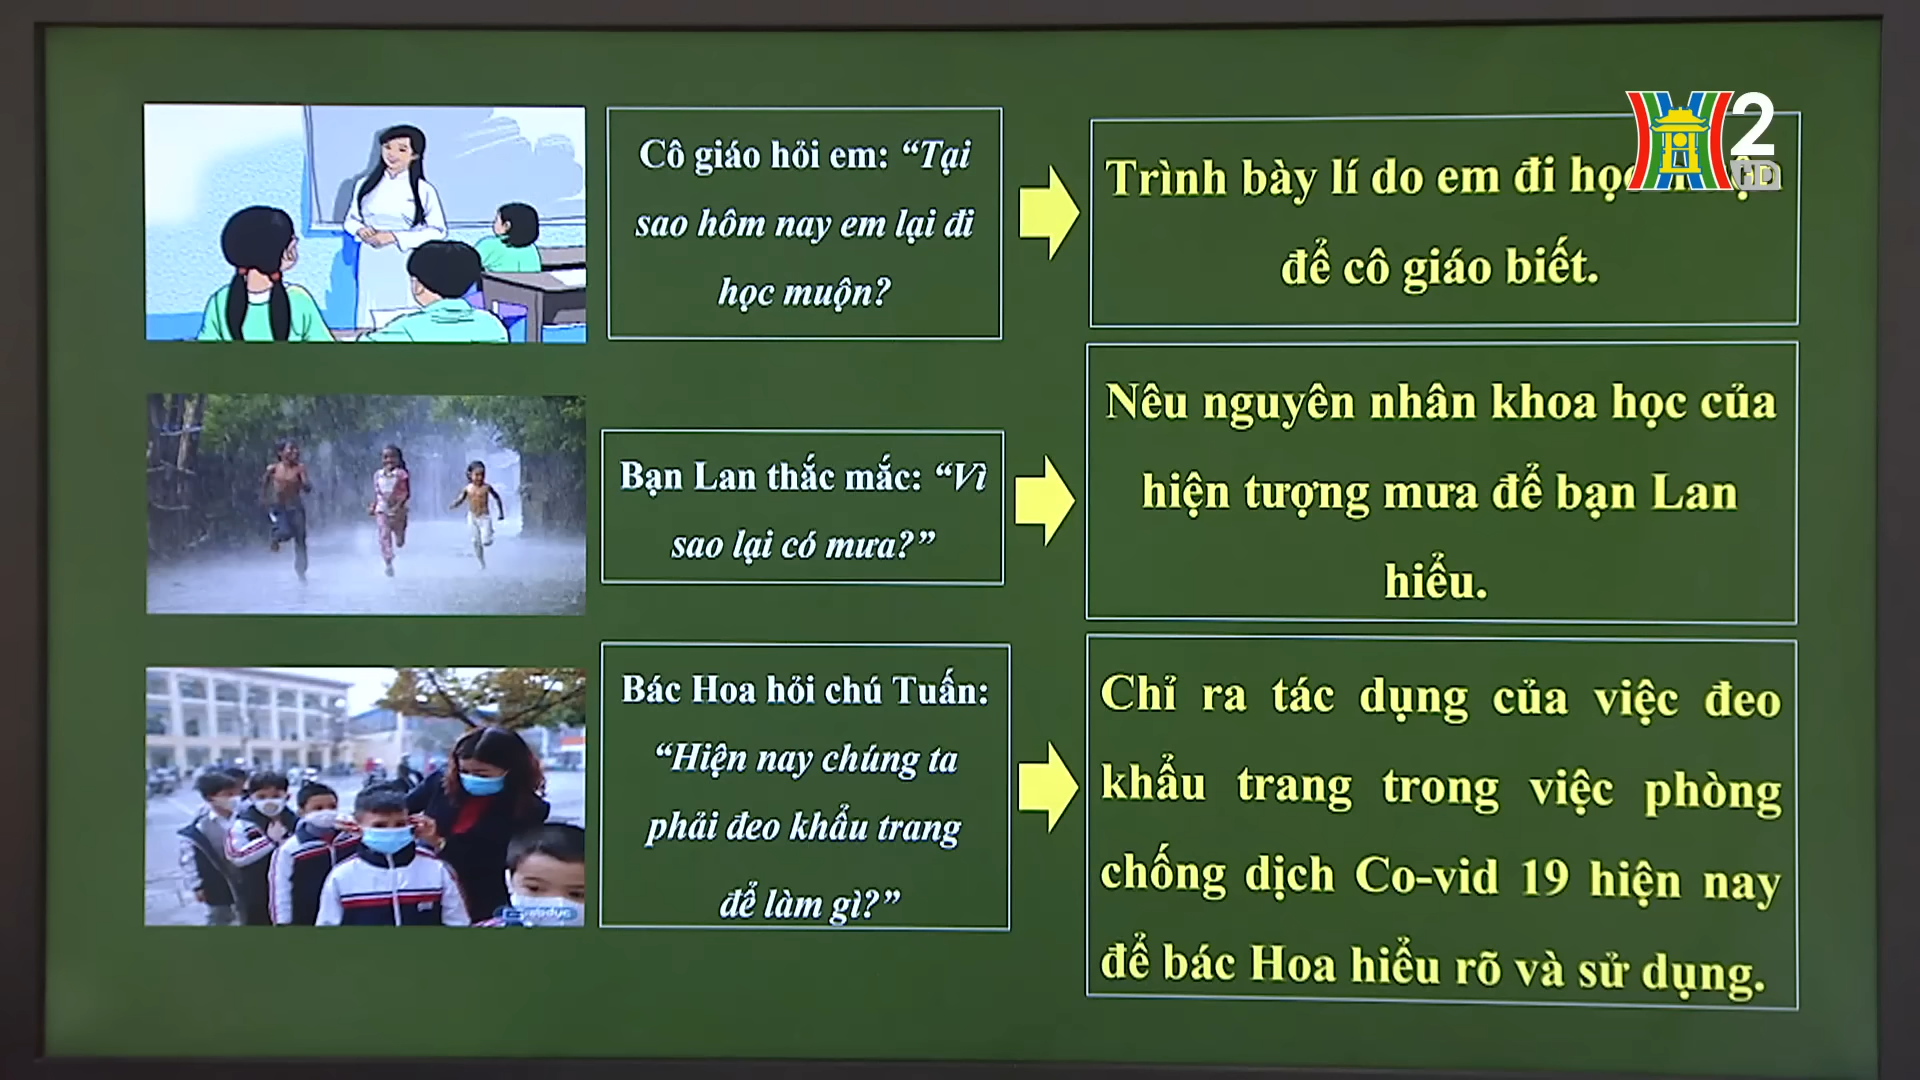 Cô giáo hỏi em: “Tại
sao hôm nay em lại đi
học muộn?
Trình bày lí do em đi học
để cô giáo biết.
2
HD
Bạn Lan thắc mắc: “Vì
sao lại có mưa?”
Nêu nguyên nhân khoa học của
hiện tượng mưa để bạn Lan
hiểu.
Bác Hoa hỏi chú Tuấn:
“Hiện nay chúng ta
phải đeo khẩu trang
để làm gì?”
Chỉ ra tác dụng của việc đeo
khẩu trang trong việc phòng
chống dịch Co-vid 19 hiện nay
để bác Hoa hiểu rõ và sử dụng.